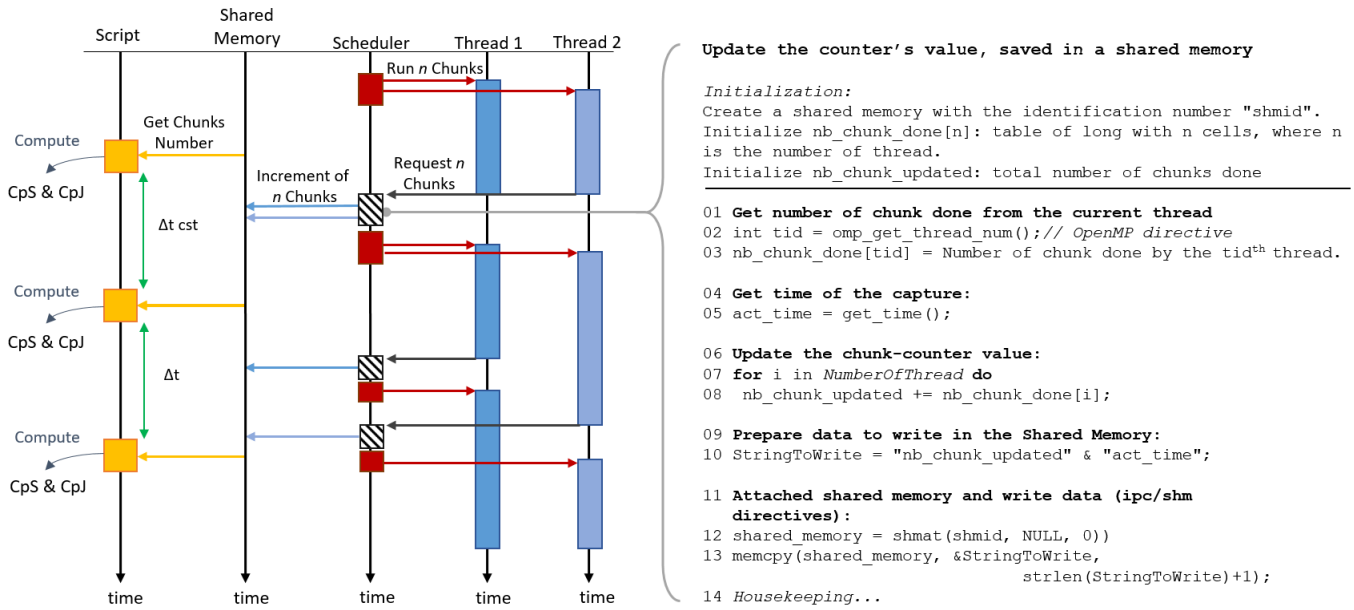 Script
Shared
Memory
Scheduler
Thread 1
Thread 2
Run n Chunks
Get Chunks
Number
Compute
CpS & CpJ
Request n
Chunks
Increment of
n Chunks
Δt cst
Compute
CpS & CpJ
Δt
Compute
CpS & CpJ
time
time
time
time
time
Update the counter's value, saved in a shared memory
Initialization:
Create a shared memory with the identification number "shmid".
Initialize nb_chunk_done[n]: table of long with n cells, where n
is the number of thread.
Initialize nb_chunk_updated: total number of chunks done
01 Get number of chunk done from the current thread
02 int tid = omp_get_thread_num();// OpenMP directive
03 nb_chunk_done[tid] = Number of chunk done by the tidth thread.
04 Get time of the capture:
05 act_time = get_time();
06 Update the chunk-counter value:
07 for i in NumberOfThread do
08 nb_chunk_updated += nb_chunk_done[i];
09 Prepare data to write in the Shared Memory:
10 StringToWrite = "nb_chunk_updated" & "act_time";
11 Attached shared memory and write data (ipc/shm
directives):
12 shared_memory = shmat(shmid, NULL, 0))
13 memcpy(shared_memory, &StringToWrite,
strlen(StringToWrite)+1);
14 Housekeeping...